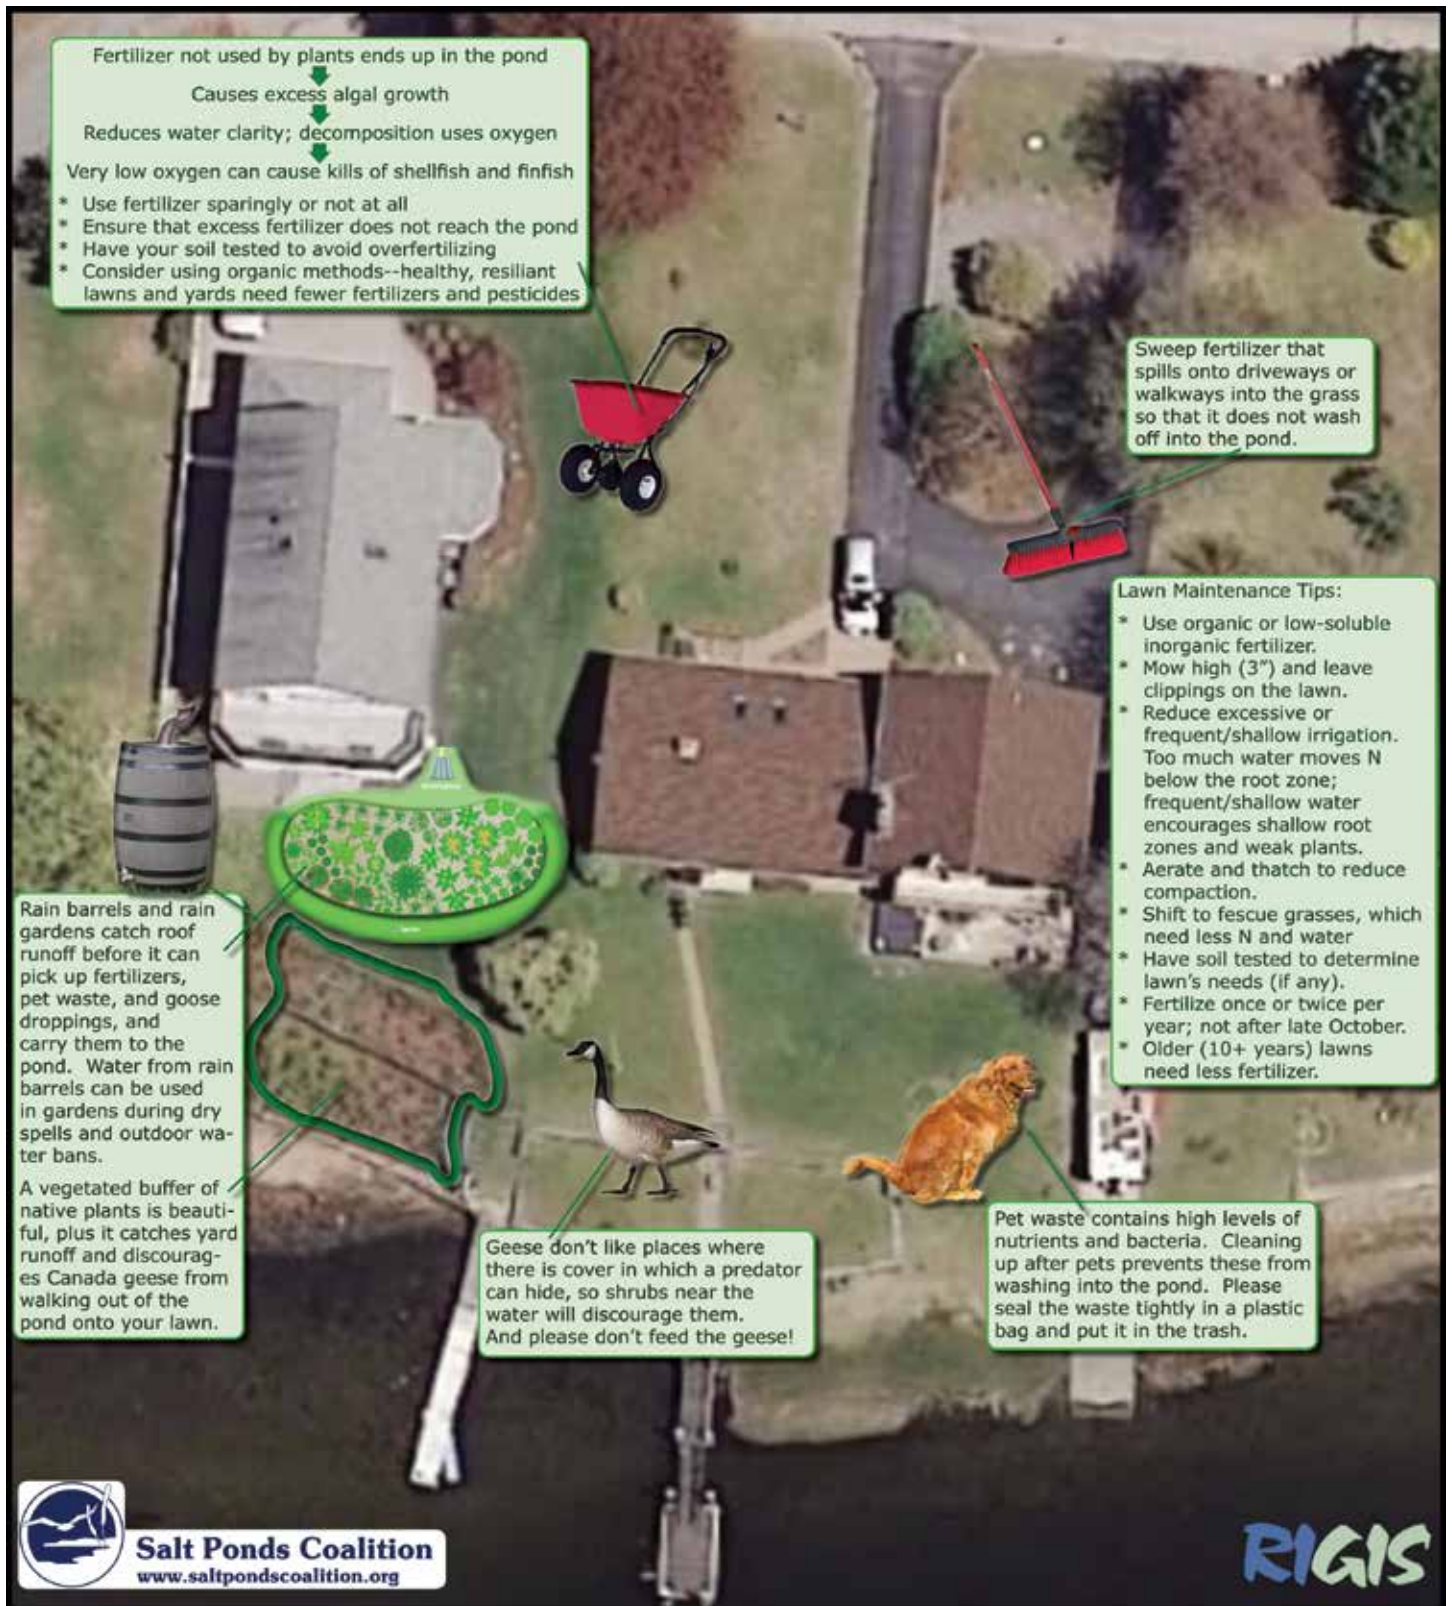 Fertilizer not used by plants ends up in the pond
Causes excess algal growth
Reduces water clarity; decomposition uses oxygen
Very low oxygen can cause kills of shellfish and finfish
* Use fertilizer sparingly or not at all
* Ensure that excess fertilizer does not reach the pond
* Have your soil tested to avoid overfertilizing
* Consider using organic methods--healthy, resiliant
lawns and yards need fewer fertilizers and pesticides
Sweep fertilizer that
spills onto driveways or
walkways into the grass
so that it does not wash
off into the pond.
Lawn Maintenance Tips:
* Use organic or low-soluble
inorganic fertilizer.
* Mow high (3") and leave
clippings on the lawn.
* Reduce excessive or
frequent/shallow irrigation.
Too much water moves N
below the root zone;
frequent/shallow water
encourages shallow root
zones and weak plants.
* Aerate and thatch to reduce
compaction.
* Shift to fescue grasses, which
need less N and water
* Have soil tested to determine
lawn's needs (if any).
* Fertilize once or twice per
year; not after late October.
* Older (10+ years) lawns
need less fertilizer.
Rain barrels and rain
gardens catch roof
runoff before it can
pick up fertilizers,
pet waste, and goose
droppings, and
carry them to the
pond. Water from rain
barrels can be used
in gardens during dry
spells and outdoor wa-
ter bans.
A vegetated buffer of
native plants is beauti-
ful, plus it catches yard
runoff and discourag-
es Canada geese from
walking out of the
pond onto your lawn.
Geese don't like places where
there is cover in which a predator
can hide, so shrubs near the
water will discourage them.
And please don't feed the geese!
Pet waste contains high levels of
nutrients and bacteria. Cleaning
up after pets prevents these from
washing into the pond. Please
seal the waste tightly in a plastic
bag and put it in the trash.
Salt Ponds Coalition
www.saltpondscoalition.org
RIGIS